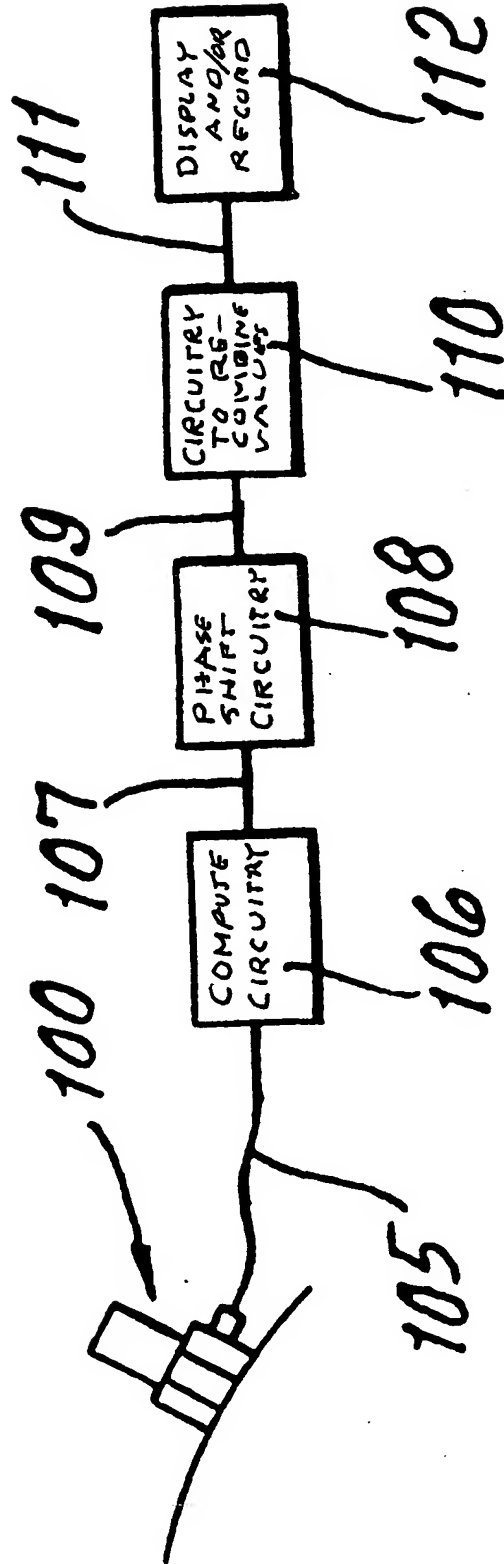 100
105
COMPUTE
CIRCUITRY
106
107
PHASE
SHIFT
CIRCUITRY
108
109
CIRCUITRY
TO RE-
COMBINE
VALUES
110
111
DISPLAY
AND/OR
RECORD
112